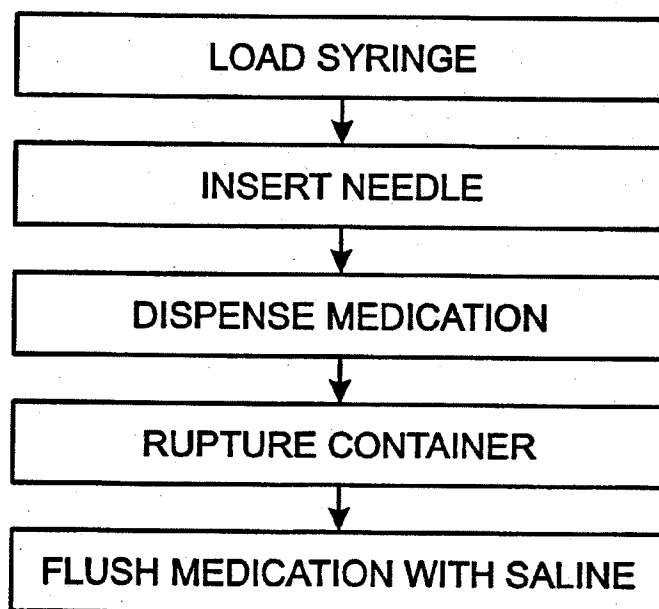 LOAD SYRINGE
INSERT NEEDLE
DISPENSE MEDICATION
RUPTURE CONTAINER
FLUSH MEDICATION WITH SALINE